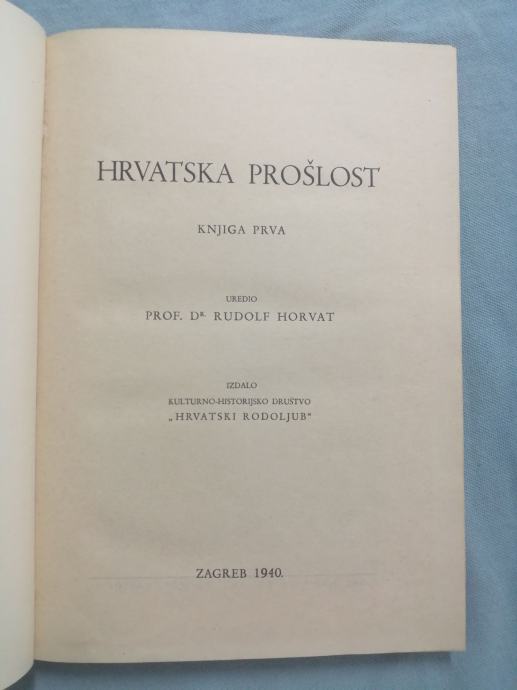 HRVATSKA PROŠLOST
KNJIGA PRVA
UREDIO
PROF. DR. RUDOLF HORVAT
IZDALO
KULTURNO-HISTORIJSKO DRUŠTVO
„HRVATSKI RODOLJUB"
ZAGREB 1940.